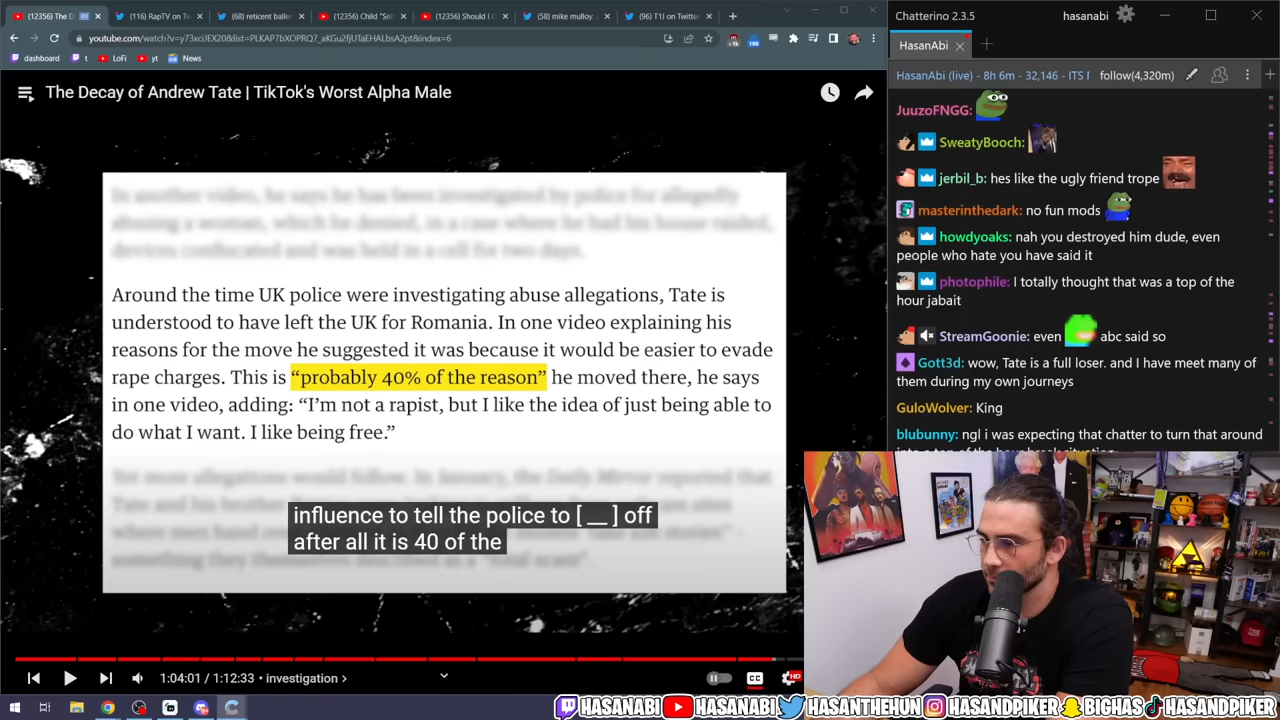 (12356) The D
(116) RapTV on Tw
(68) reticent baller
(12356) Child "Sel
(12356) Should I C
(58) mike mulloy:
(96) T1J on Twitter
Chatterino 2.3.5
hasanabi
youtube.com/watch?v=y73xciJEX20&list=PLKAP7bXOPRQ7_aKGu2fjUTaEHALbsA2pt&index=6
dashboard
t
LoFi
yt
News
HasanAbi
HasanAbi (live) - 8h 6m - 32,146 - ITS
follow(4,320m)
The Decay of Andrew Tate | TikTok's Worst Alpha Male
Around the time UK police were investigating abuse allegations, Tate is
understood to have left the UK for Romania. In one video explaining his
reasons for the move he suggested it was because it would be easier to evade
rape charges. This is “probably 40% of the reason” he moved there, he says
in one video, adding: “I’m not a rapist, but I like the idea of just being able to
do what I want. I like being free.”
influence to tell the police to [ __ ] off
after all it is 40 of the
1:04:01 / 1:12:33 • investigation >
CC
HD
JuuzoFNGG:
SweatyBooch:
jerbil_b: hes like the ugly friend trope
masterinthedark: no fun mods
howdyoaks: nah you destroyed him dude, even
people who hate you have said it
photophile: I totally thought that was a top of the
hour jabait
StreamGoonie: even abc said so
Gott3d: wow, Tate is a full loser. and I have meet many of
them during my own journeys
GuloWolver: King
blubunny: ngl i was expecting that chatter to turn that around
HASANABI HASANABI HASANTHEHUN HASANDPIKER BIGHAS HASANDPIKER